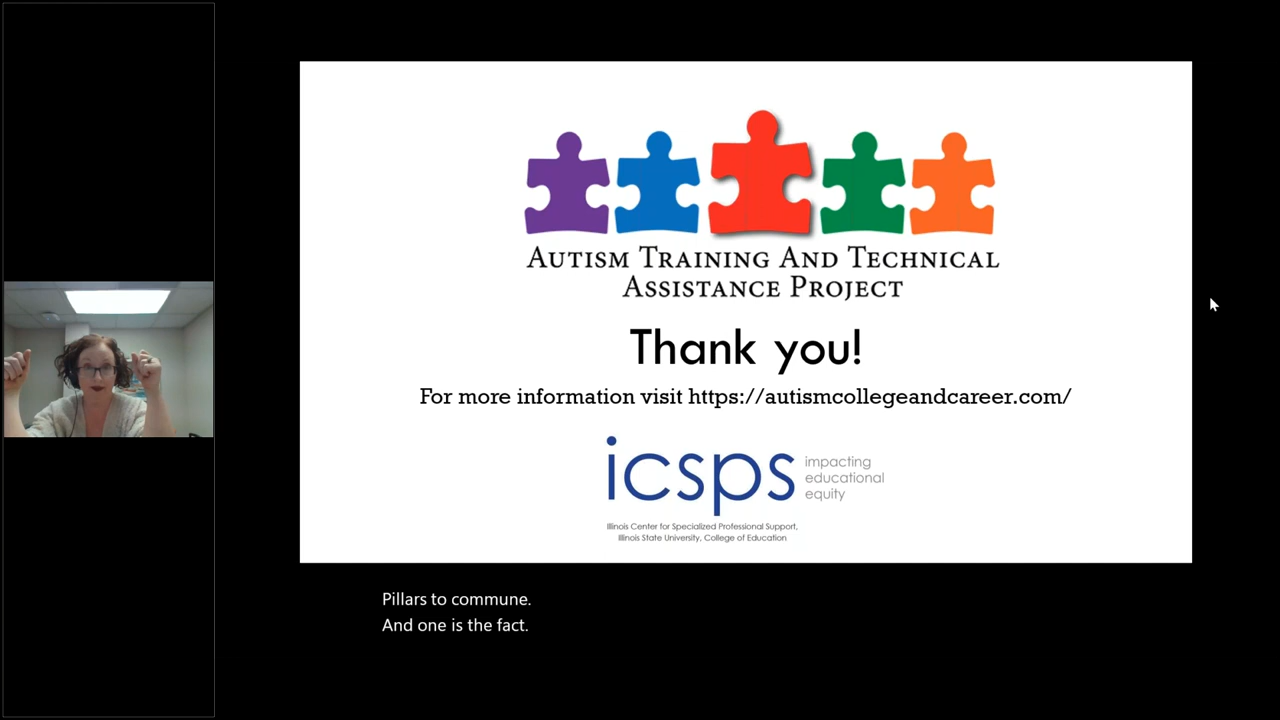 Autism Training And Technical
Assistance Project
Thank you!
For more information visit https://autismcollegeandcareer.com/
icsps
impacting
educational
equity
Illinois Center for Specialized Professional Support,
Illinois State University, College of Education
Pillars to commune.
And one is the fact.